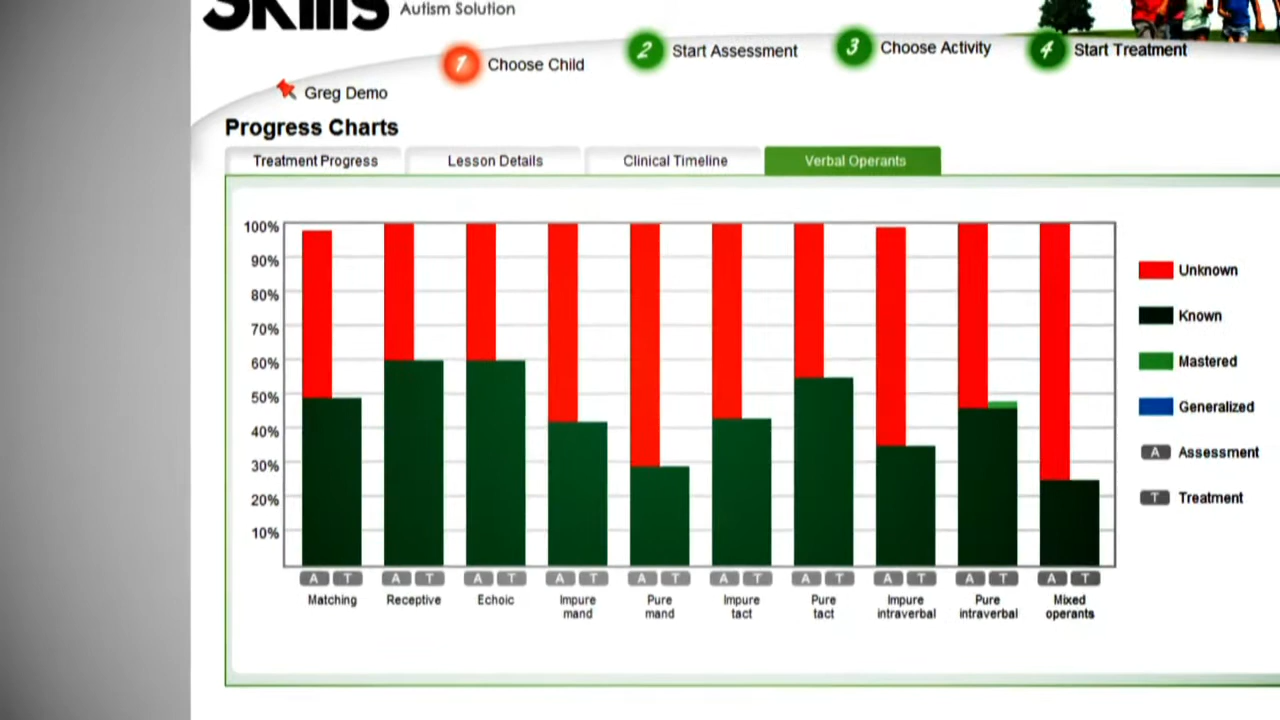 Skills
Autism Solution
1 Choose Child
2 Start Assessment
3 Choose Activity
4 Start Treatment
Greg Demo
Progress Charts
Treatment Progress
Lesson Details
Clinical Timeline
Verbal Operants
100%
90%
80%
70%
60%
50%
40%
30%
20%
10%
A T A T A T A T A T A T A T A T A T A T
Matching
Receptive
Echoic
Impure
mand
Pure
mand
Impure
tact
Pure
tact
Impure
intraverbal
Pure
intraverbal
Mixed
operants
Unknown
Known
Mastered
Generalized
A Assessment
T Treatment